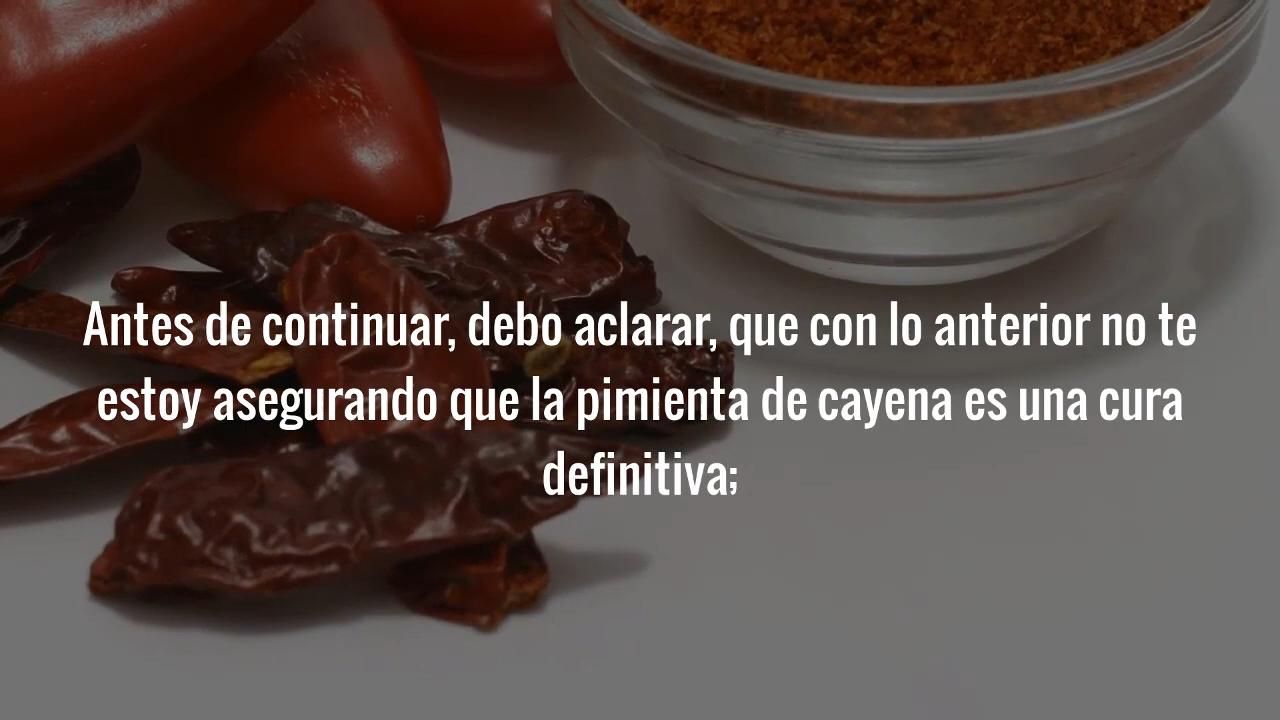 Antes de continuar, debo aclarar, que con lo anterior no te
estoy asegurando que la pimienta de cayena es una cura
definitiva;